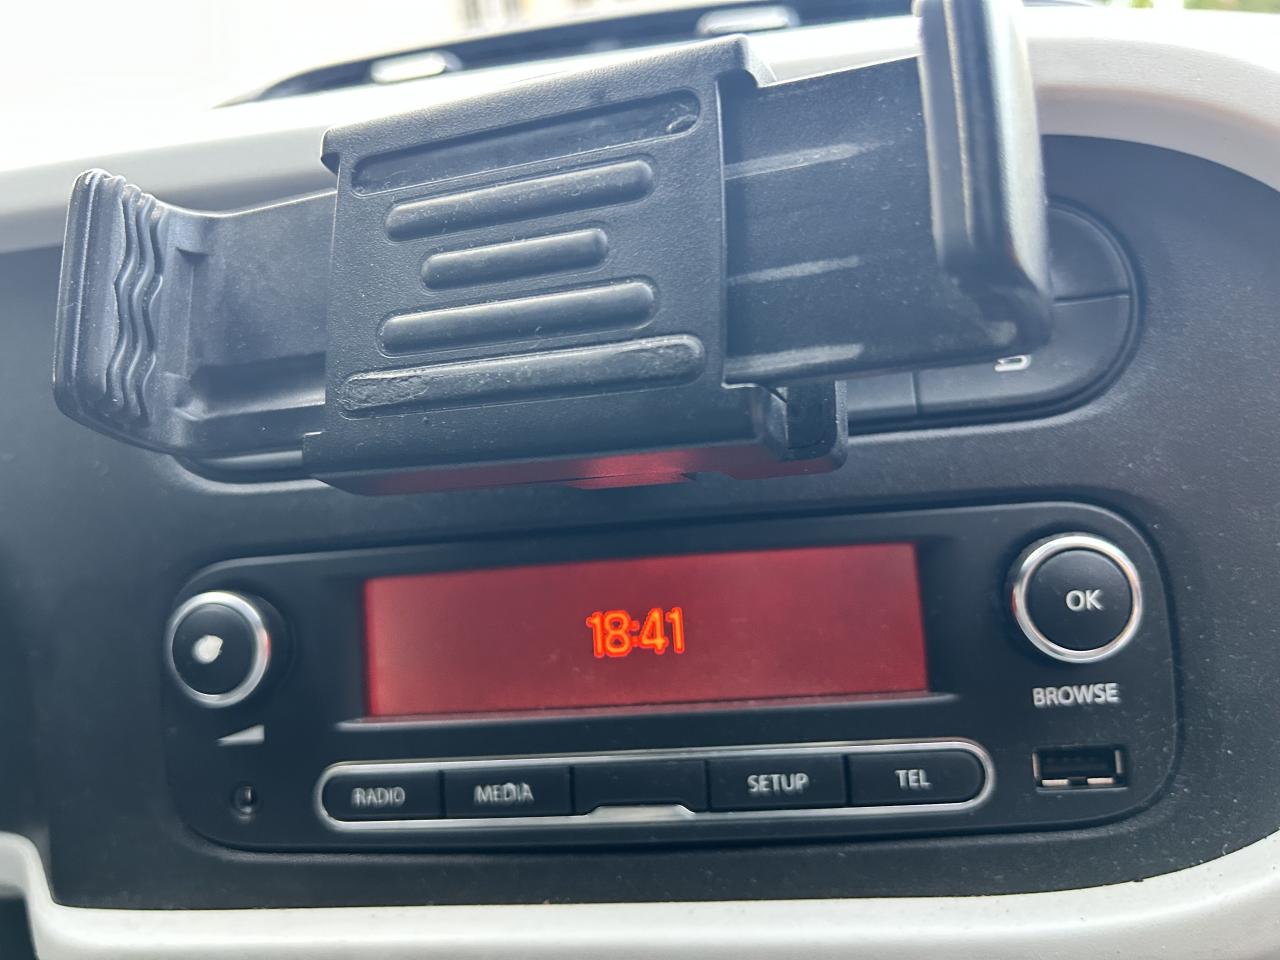 18:41
OK
BROWSE
RADIO
MEDIA
SETUP
TEL